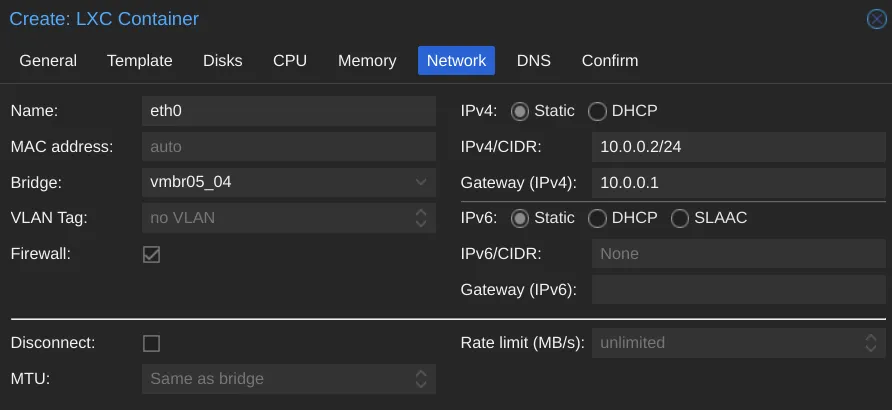 Create: LXC Container
General Template Disks CPU Memory Network DNS Confirm
Name: eth0
MAC address: auto
Bridge: vmbr05_04
VLAN Tag: no VLAN
Firewall:
IPv4: Static DHCP
IPv4/CIDR: 10.0.0.2/24
Gateway (IPv4): 10.0.0.1
IPv6: Static DHCP SLAAC
IPv6/CIDR: None
Gateway (IPv6):
Disconnect:
MTU: Same as bridge
Rate limit (MB/s): unlimited